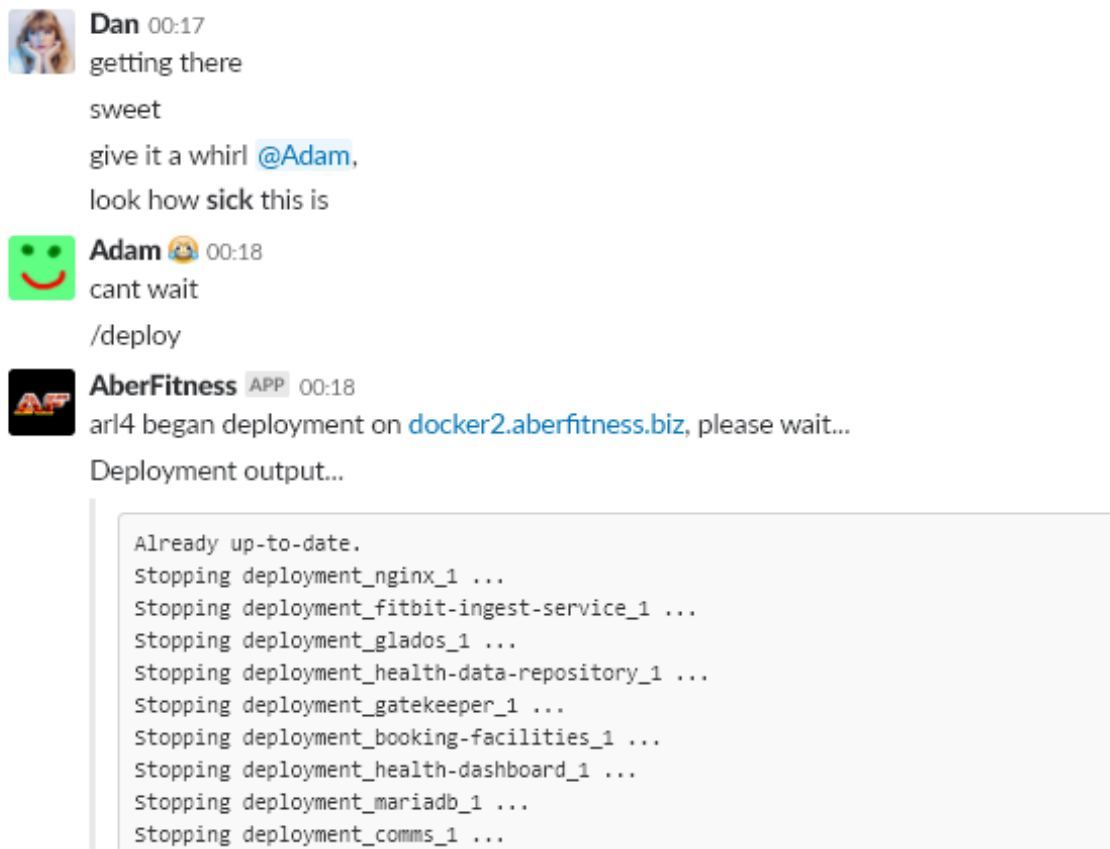 Dan 00:17
getting there
sweet
give it a whirl @Adam,
look how sick this is
Adam 😂 00:18
cant wait
/deploy
AF
AberFitness APP 00:18
arl4 began deployment on docker2.aberfitness.biz, please wait...
Deployment output...
Already up-to-date.
Stopping deployment_nginx_1 ...
Stopping deployment_fitbit-ingest-service_1 ...
Stopping deployment_glados_1 ...
Stopping deployment_health-data-repository_1 ...
Stopping deployment_gatekeeper_1 ...
Stopping deployment_booking-facilities_1 ...
Stopping deployment_health-dashboard_1 ...
Stopping deployment_mariadb_1 ...
Stopping deployment_comms_1 ...